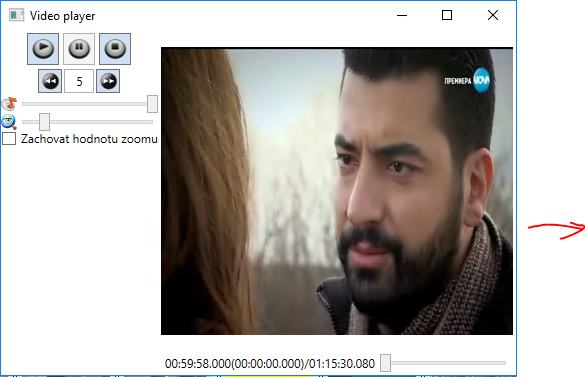 Video player
5
Zachovat hodnotu zoomu
ПРЕМИЕРА NOVA
00:59:58.000(00:00:00.000)/01:15:30.080